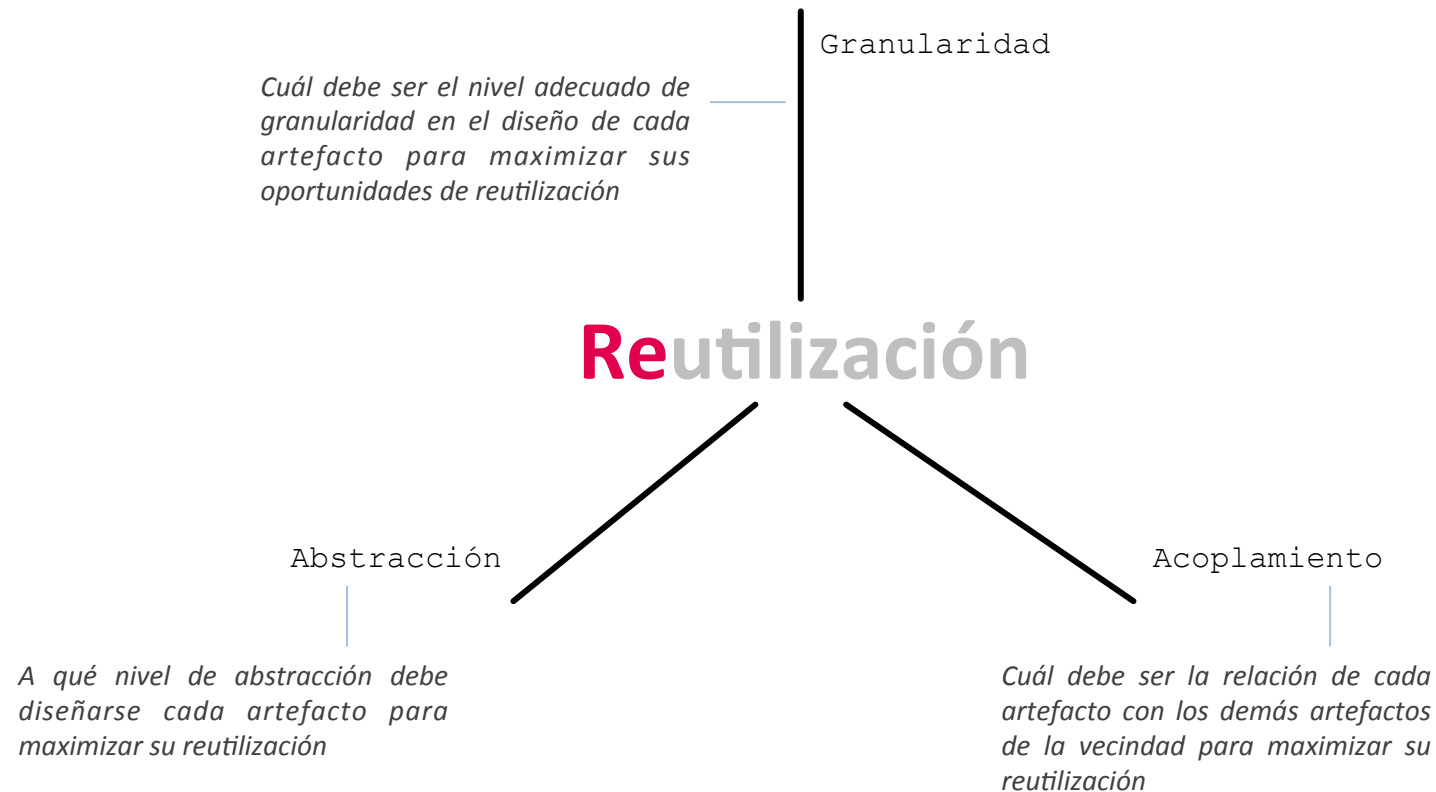 Granularidad
Cuál debe ser el nivel adecuado de
granularidad en el diseño de cada
artefacto para maximizar sus
oportunidades de reutilización
Reutilización
Abstracción
A qué nivel de abstracción debe
diseñarse cada artefacto para
maximizar su reutilización
Acoplamiento
Cuál debe ser la relación de cada
artefacto con los demás artefactos
de la vecindad para maximizar su
reutilización